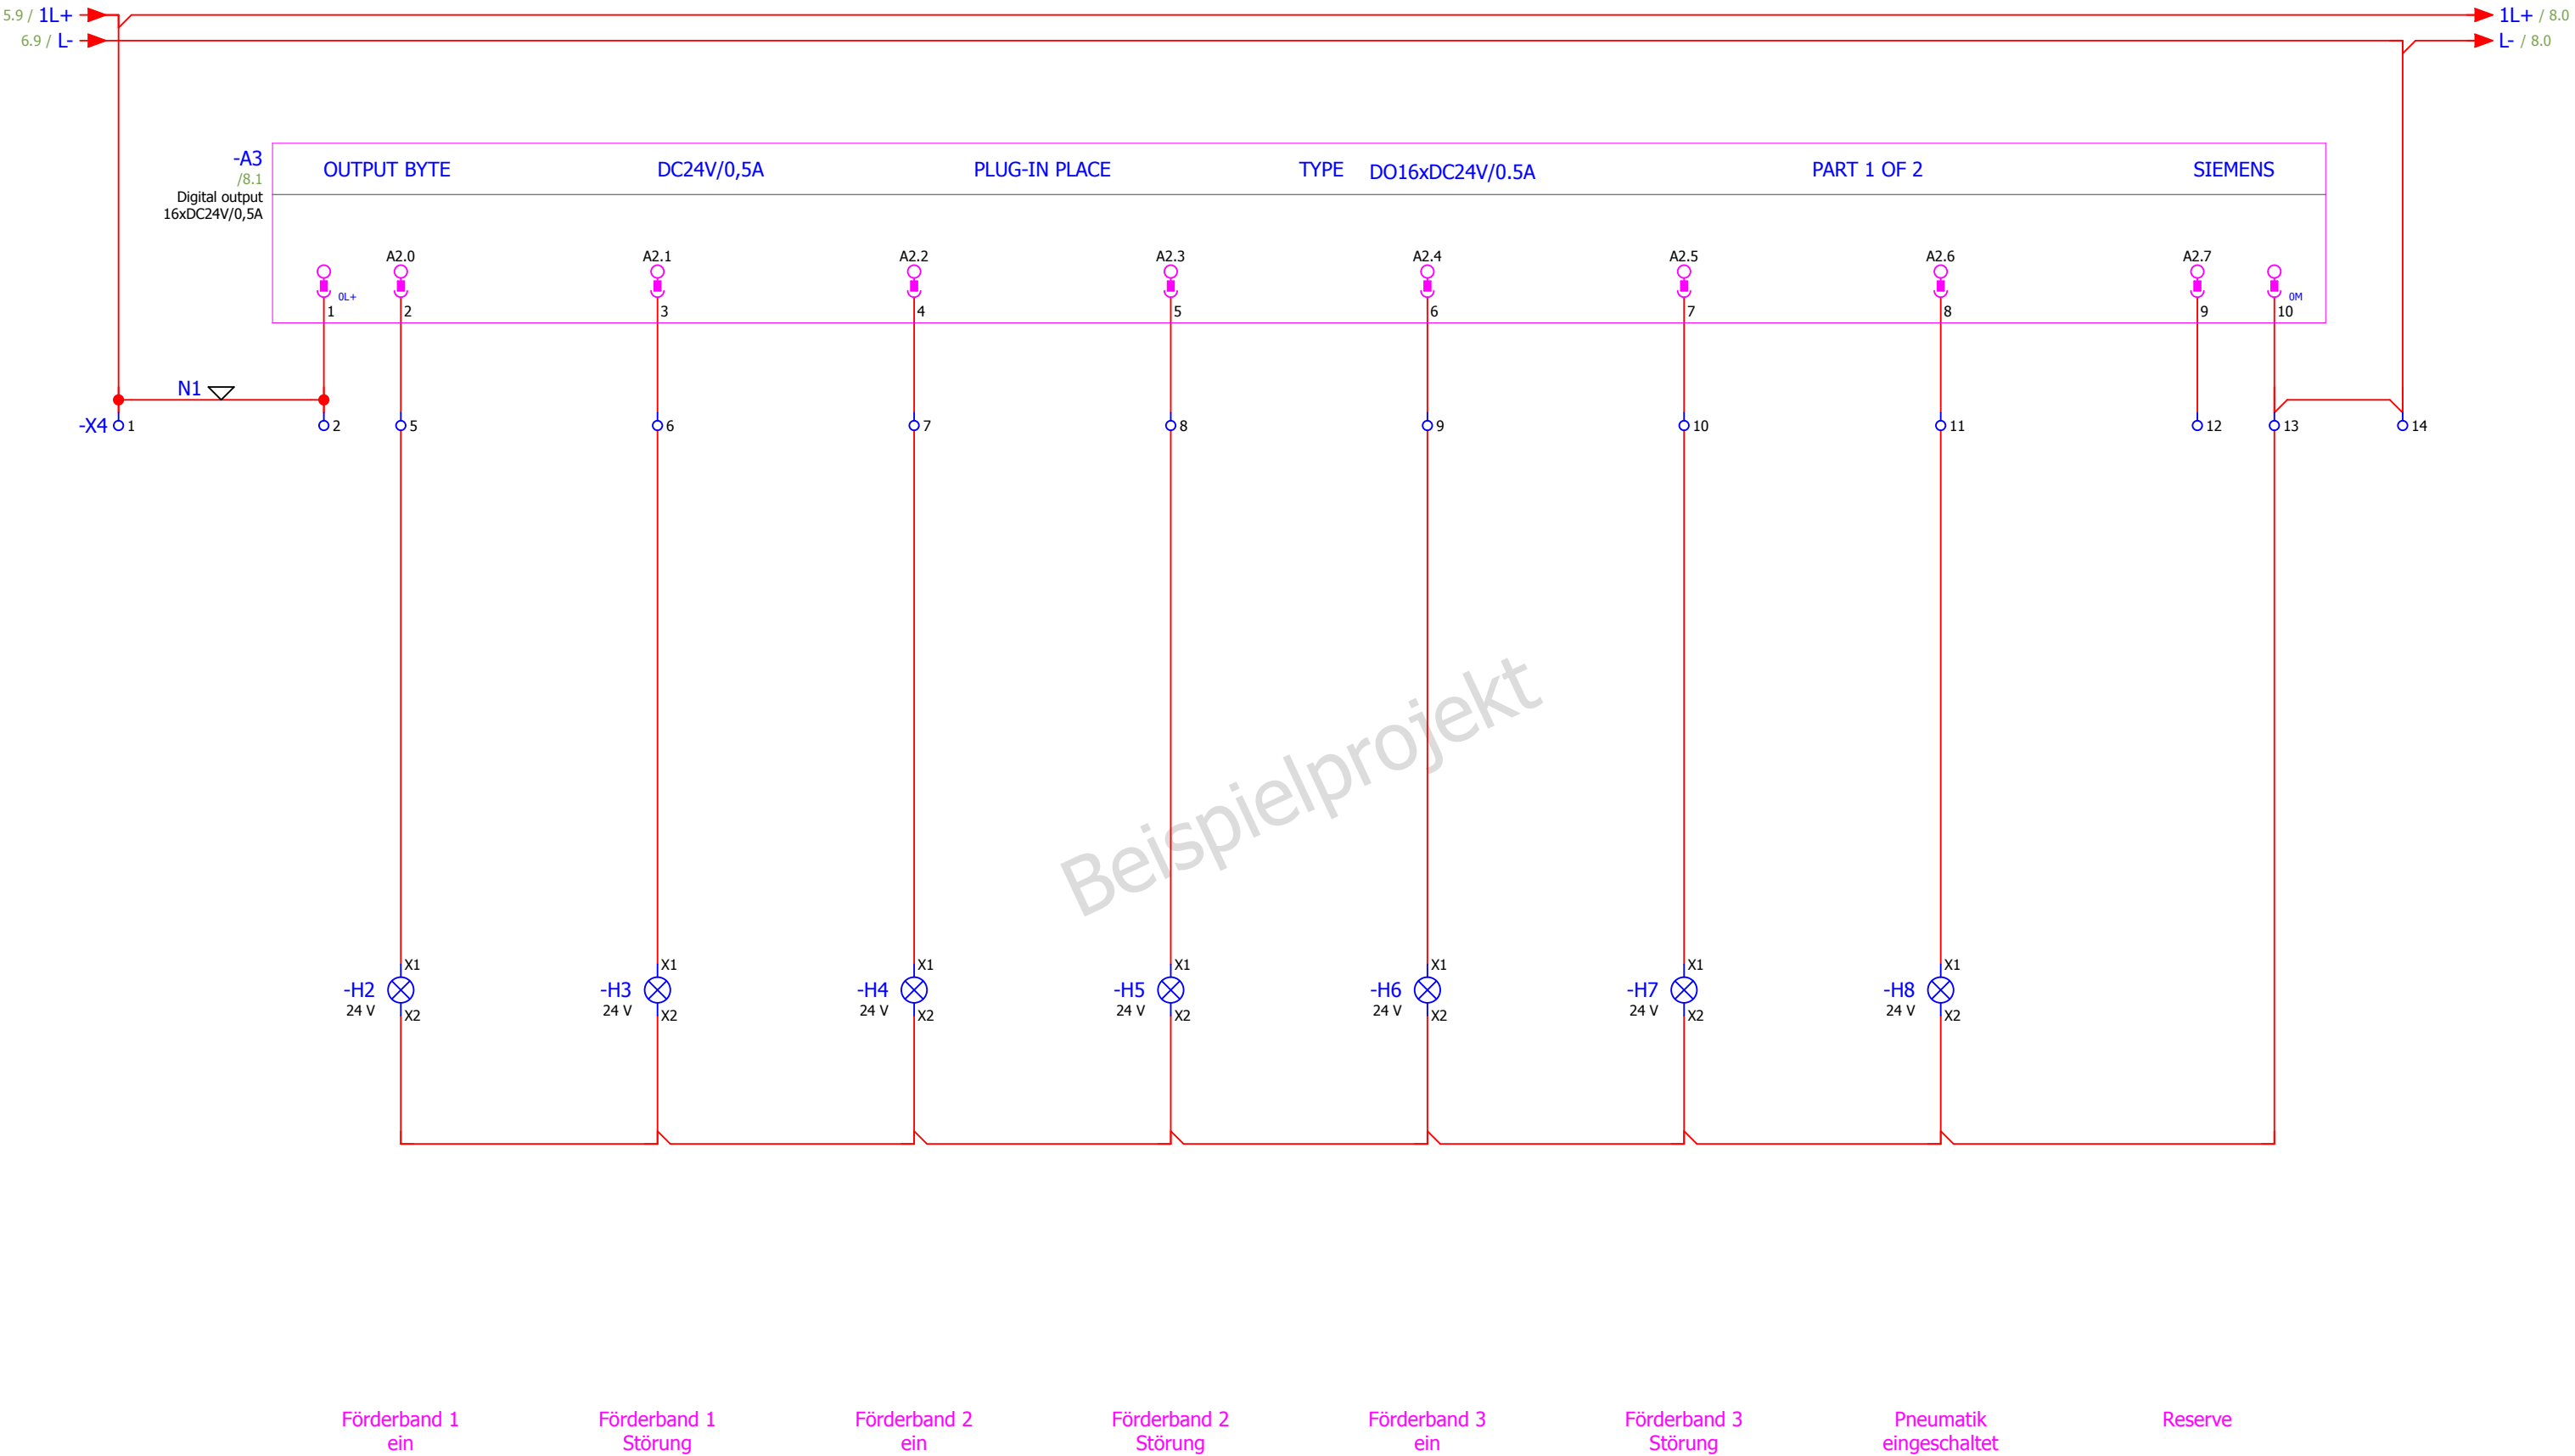 5.9 / 1L+
1L+ / 8.0
6.9 / L-
L- / 8.0
-A3
/8.1
Digital output
16xDC24V/0,5A
OUTPUT BYTE DC24V/0,5A PLUG-IN PLACE TYPE DO16xDC24V/0.5A PART 1 OF 2 SIEMENS
A2.0 A2.1 A2.2 A2.3 A2.4 A2.5 A2.6 A2.7
0L+ 0M
1 2 3 4 5 6 7 8 9 10
N1
-X4 1 2 5 6 7 8 9 10 11 12 13 14
Beispielprojekt
X1 X1 X1 X1 X1 X1 X1
-H2 -H3 -H4 -H5 -H6 -H7 -H8
24 V 24 V 24 V 24 V 24 V 24 V 24 V
X2 X2 X2 X2 X2 X2 X2
Förderband 1 Förderband 1 Förderband 2 Förderband 2 Förderband 3 Förderband 3 Pneumatik Reserve
ein Störung ein Störung ein Störung eingeschaltet